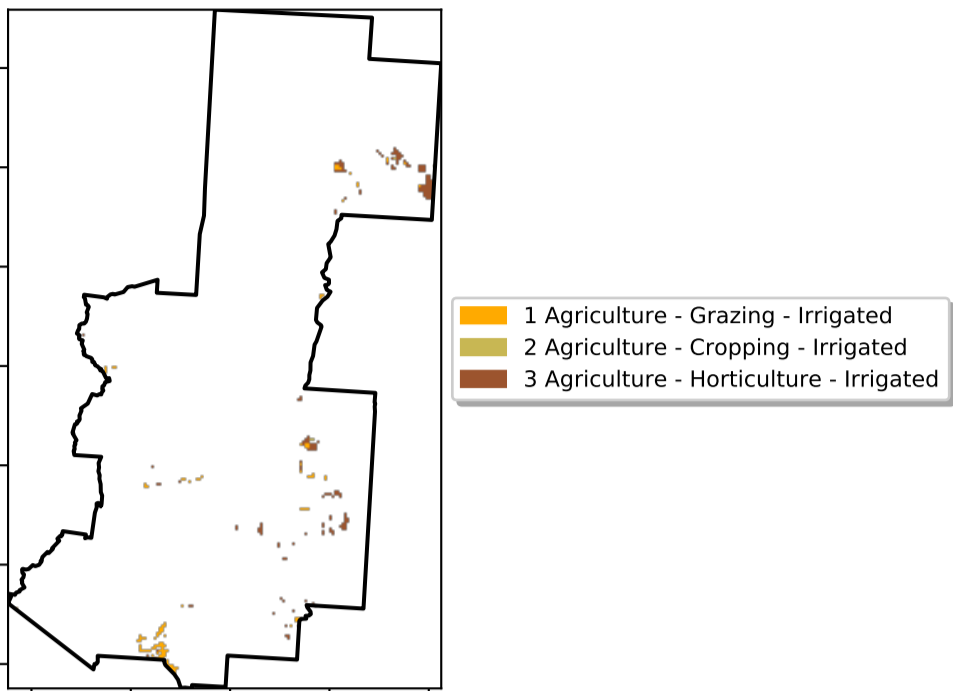 1 Agriculture - Grazing - Irrigated
2 Agriculture - Cropping - Irrigated
3 Agriculture - Horticulture - Irrigated